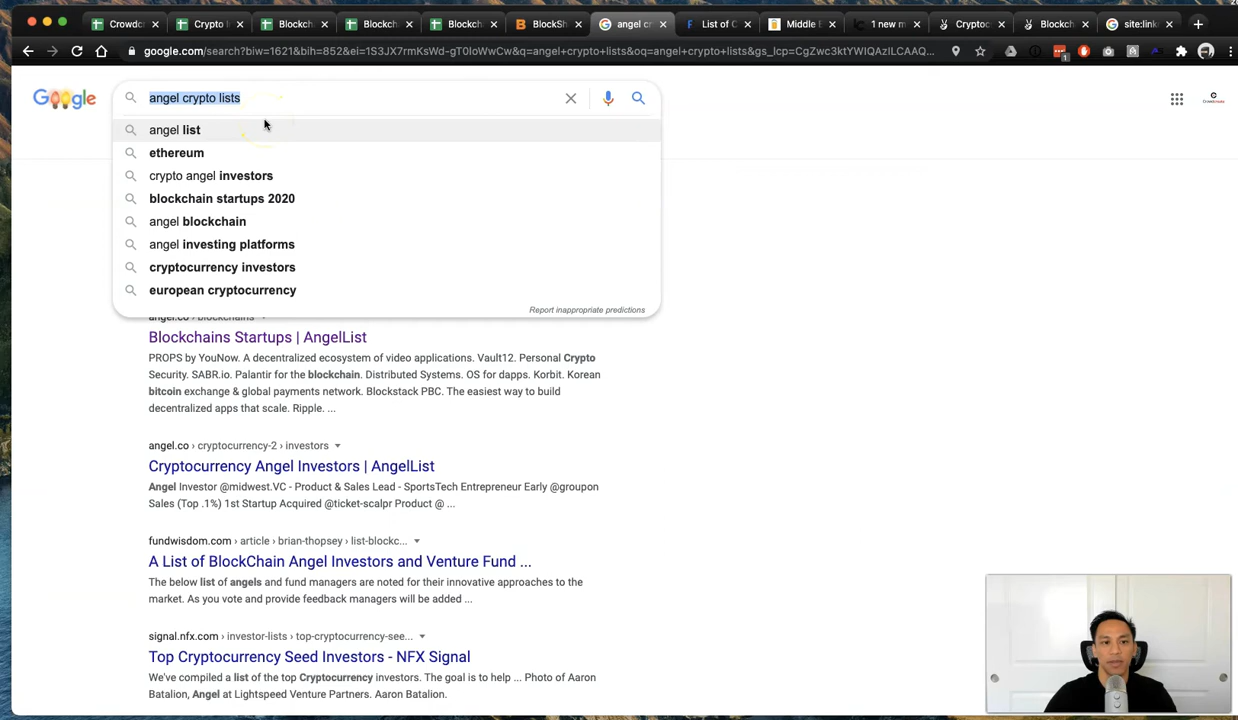 Crowdcr
Crypto I
Blockch
Blockch
Blockch
BlockSh
angel cr
List of C
Middle E
1 new m
Cryptoc
Blockch
site:link
google.com/search?biw=1621&bih=852&ei=1S3JX7rmKsWd-gT0IoWwCw&q=angel+crypto+lists&oq=angel+crypto+lists&gs_lcp=CgZwc3ktYWIQAzILCAAQ...
1
Google
angel crypto lists
angel list
ethereum
crypto angel investors
blockchain startups 2020
angel blockchain
angel investing platforms
cryptocurrency investors
european cryptocurrency
Report inappropriate predictions
angel.co › blockchains
Blockchains Startups | AngelList
PROPS by YouNow. A decentralized ecosystem of video applications. Vault12. Personal Crypto
Security. SABR.io. Palantir for the blockchain. Distributed Systems. OS for dapps. Korbit. Korean
bitcoin exchange & global payments network. Blockstack PBC. The easiest way to build
decentralized apps that scale. Ripple. ...
angel.co › cryptocurrency-2 › investors
Cryptocurrency Angel Investors | AngelList
Angel Investor @midwest.VC - Product & Sales Lead - SportsTech Entrepreneur Early @groupon
Sales (Top .1%) 1st Startup Acquired @ticket-scalpr Product @ ...
fundwisdom.com › article › brian-thopsey › list-blockc...
A List of BlockChain Angel Investors and Venture Fund ...
The below list of angels and fund managers are noted for their innovative approaches to the
market. As you vote and provide feedback managers will be added ...
signal.nfx.com › investor-lists › top-cryptocurrency-see...
Top Cryptocurrency Seed Investors - NFX Signal
We've compiled a list of the top Cryptocurrency investors. The goal is to help ... Photo of Aaron
Batalion, Angel at Lightspeed Venture Partners. Aaron Batalion.